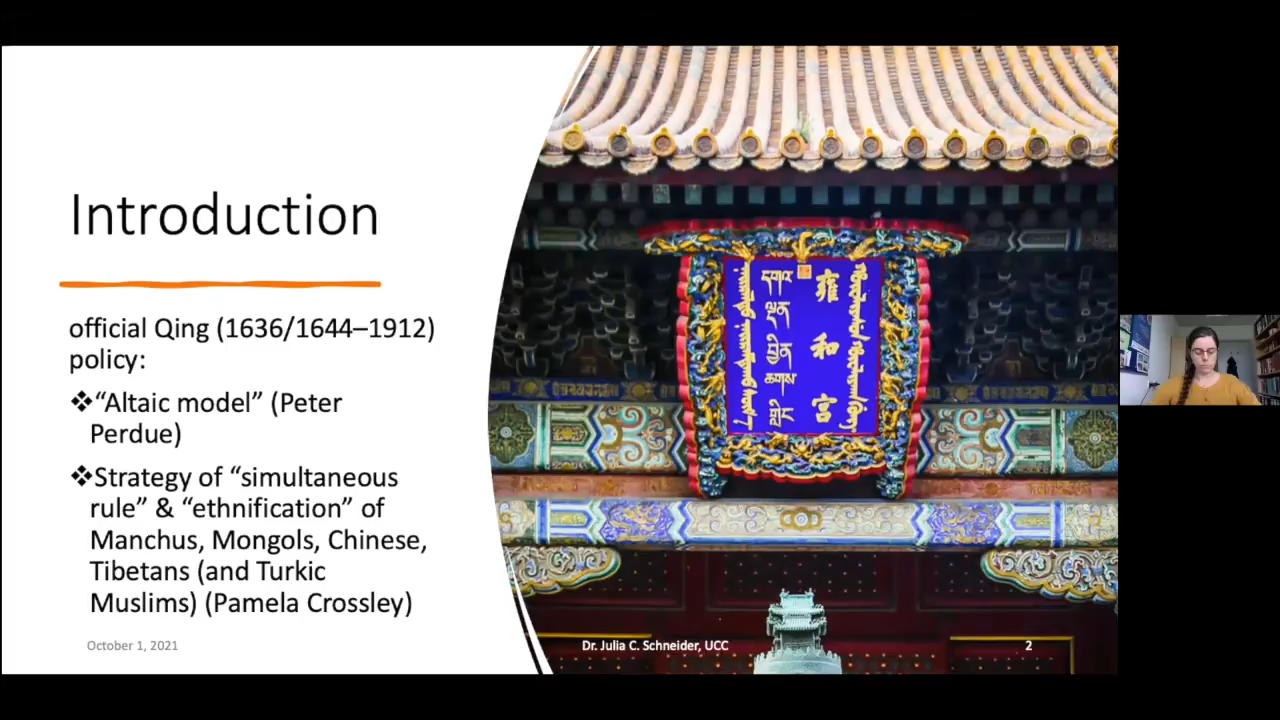 Introduction
official Qing (1636/1644–1912)
policy:
❖“Altaic model” (Peter
Perdue)
❖Strategy of “simultaneous
rule” & “ethnification” of
Manchus, Mongols, Chinese,
Tibetans (and Turkic
Muslims) (Pamela Crossley)
雍和宮
October 1, 2021
Dr. Julia C. Schneider, UCC
2